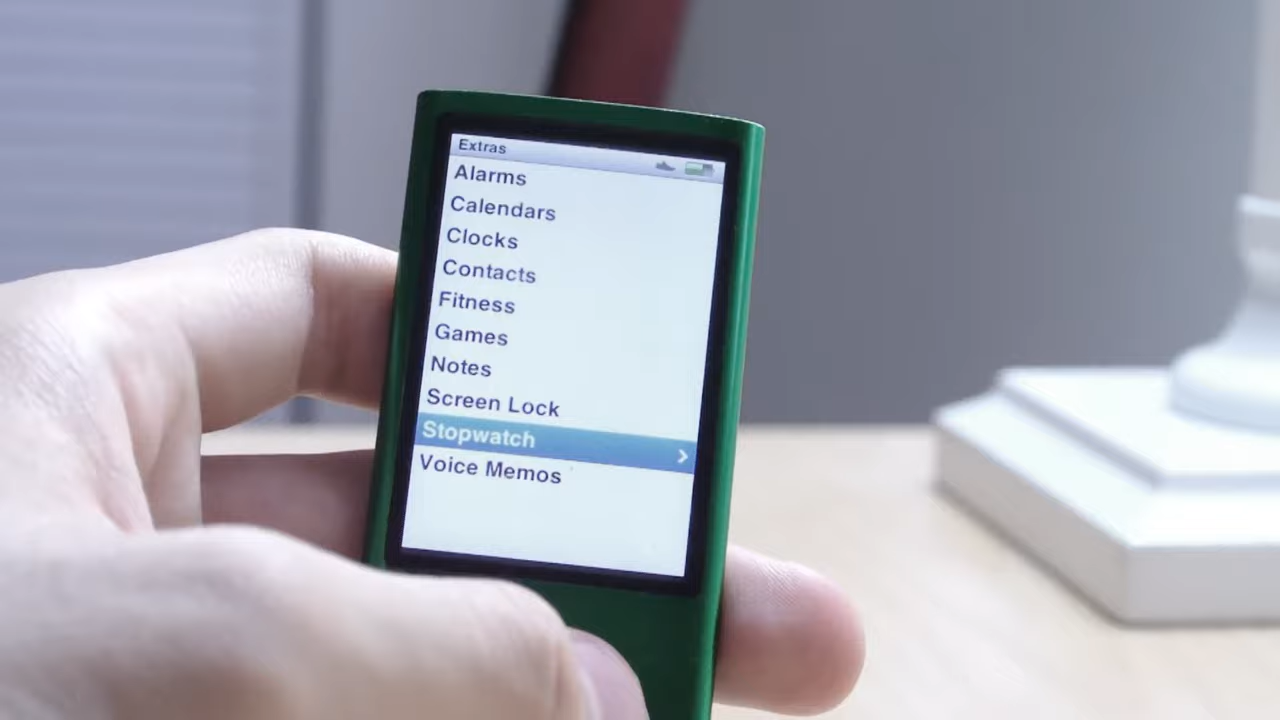 Extras
Alarms
Calendars
Clocks
Contacts
Fitness
Games
Notes
Screen Lock
Stopwatch
Voice Memos